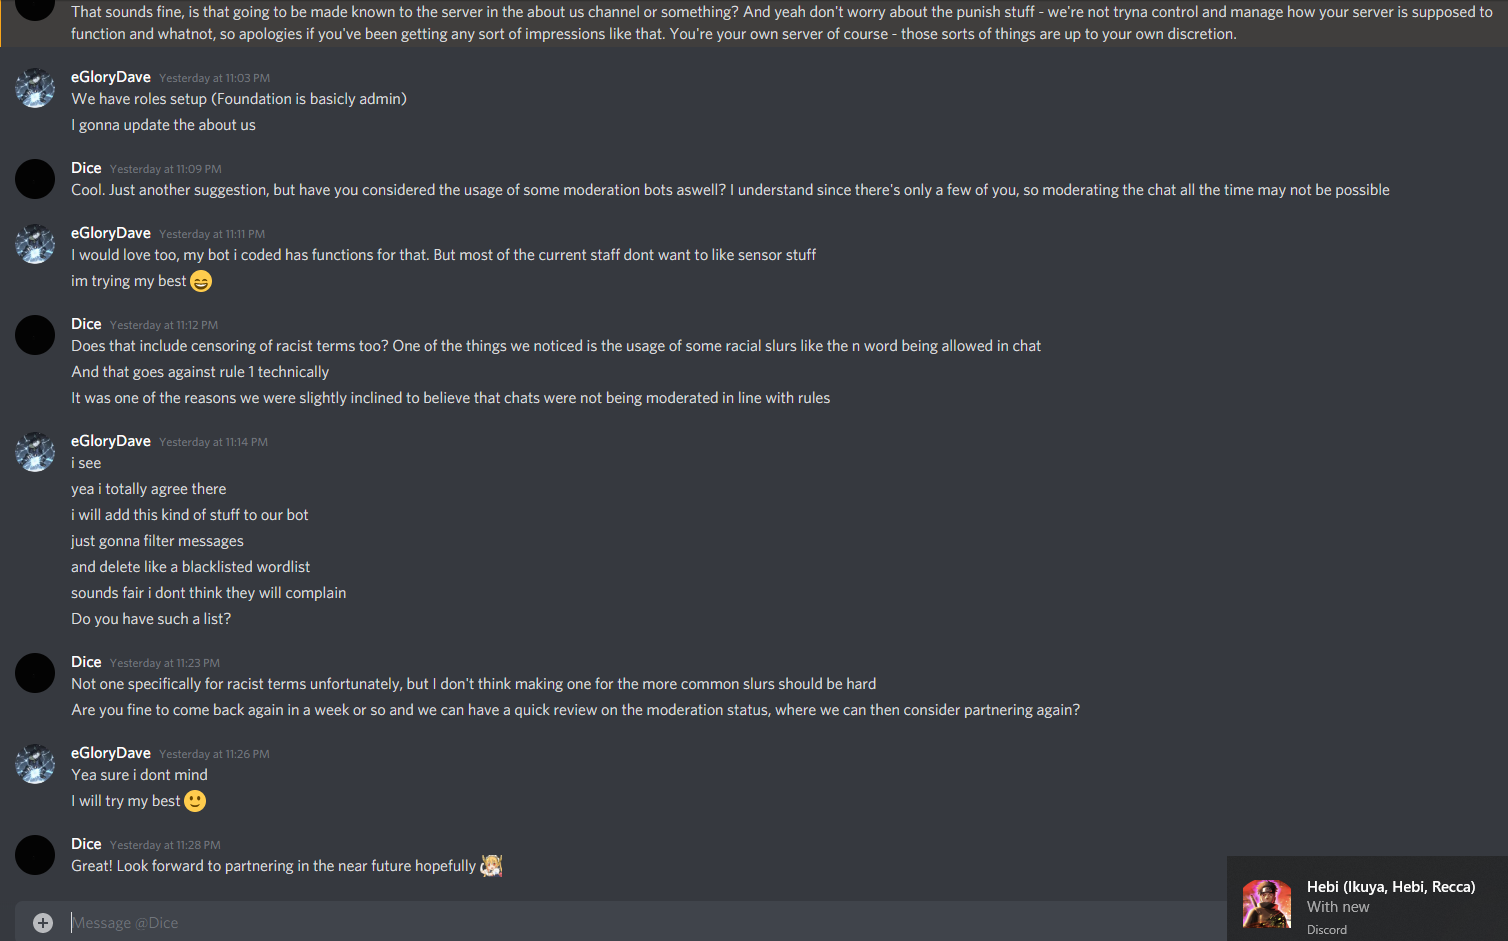 That sounds fine, is that going to be made known to the server in the about us channel or something? And yeah don't worry about the punish stuff - we're not tryna control and manage how your server is supposed to
function and whatnot, so apologies if you've been getting any sort of impressions like that. You're your own server of course - those sorts of things are up to your own discretion.
eGloryDave Yesterday at 11:03 PM
We have roles setup (Foundation is basicly admin)
I gonna update the about us
Dice Yesterday at 11:09 PM
Cool. Just another suggestion, but have you considered the usage of some moderation bots aswell? I understand since there's only a few of you, so moderating the chat all the time may not be possible
eGloryDave Yesterday at 11:11 PM
I would love too, my bot i coded has functions for that. But most of the current staff dont want to like sensor stuff
im trying my best 😄
Dice Yesterday at 11:12 PM
Does that include censoring of racist terms too? One of the things we noticed is the usage of some racial slurs like the n word being allowed in chat
And that goes against rule 1 technically
It was one of the reasons we were slightly inclined to believe that chats were not being moderated in line with rules
eGloryDave Yesterday at 11:14 PM
i see
yea i totally agree there
i will add this kind of stuff to our bot
just gonna filter messages
and delete like a blacklisted wordlist
sounds fair i dont think they will complain
Do you have such a list?
Dice Yesterday at 11:23 PM
Not one specifically for racist terms unfortunately, but I don't think making one for the more common slurs should be hard
Are you fine to come back again in a week or so and we can have a quick review on the moderation status, where we can then consider partnering again?
eGloryDave Yesterday at 11:26 PM
Yea sure i dont mind
I will try my best 🙂
Dice Yesterday at 11:28 PM
Great! Look forward to partnering in the near future hopefully
Message @Dice
Hebi (Ikuya, Hebi, Recca)
With new
Discord